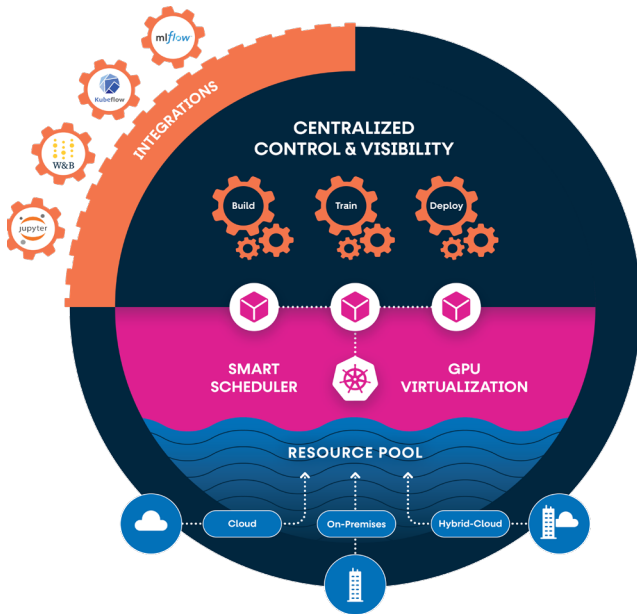 mlflow
Kubeflow
W&B
jupyter
INTEGRATIONS
CENTRALIZED
CONTROL & VISIBILITY
Build
Train
Deploy
SMART
SCHEDULER
GPU
VIRTUALIZATION
RESOURCE POOL
Cloud
On-Premises
Hybrid-Cloud